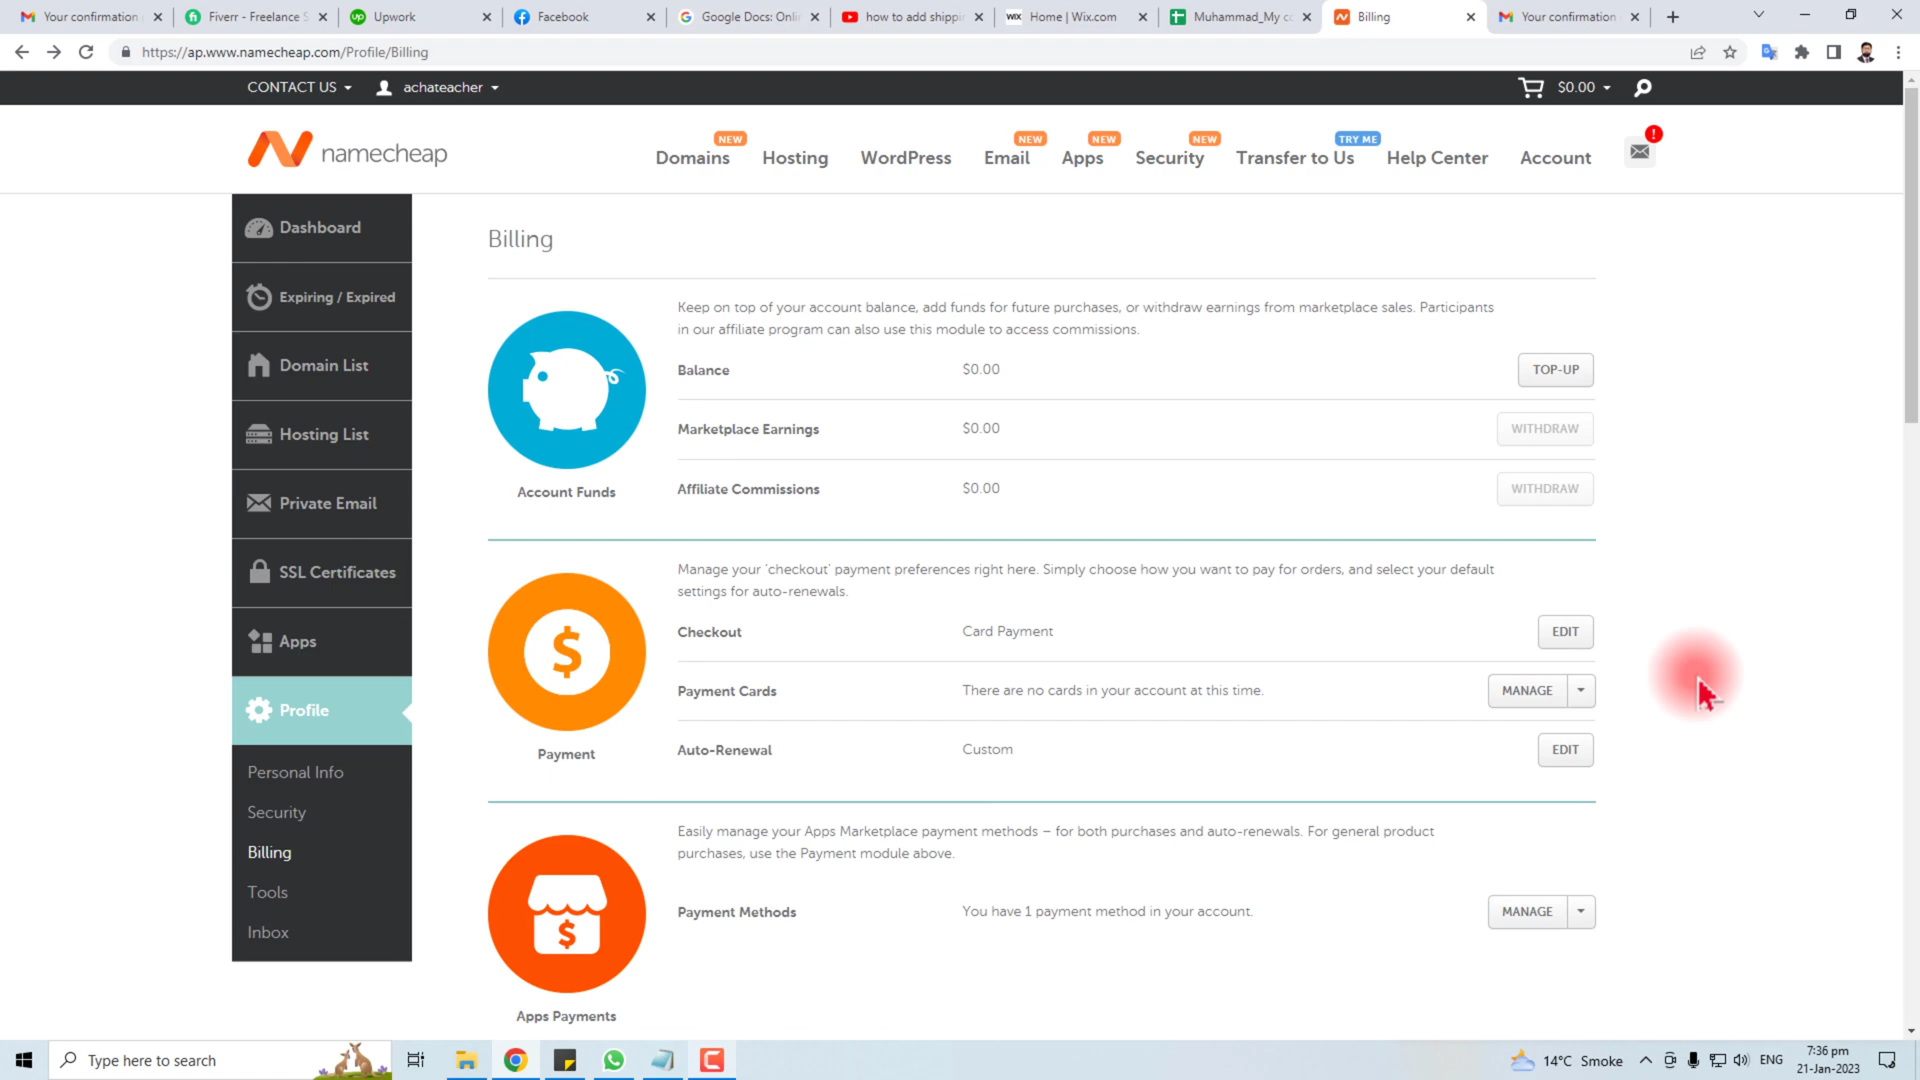 Your confirmation
Fiverr - Freelance S
Upwork
Facebook
Google Docs: Onli
how to add shippin
WIX Home | Wix.com
Muhammad_My co
Billing
Your confirmation
https://ap.www.namecheap.com/Profile/Billing
CONTACT US
achateacher
$0.00
namecheap
NEW
NEW
NEW
NEW
TRY ME
Domains
Hosting
WordPress
Email
Apps
Security
Transfer to Us
Help Center
Account
!
Dashboard
Expiring / Expired
Domain List
Hosting List
Private Email
SSL Certificates
Apps
Profile
Personal Info
Security
Billing
Tools
Inbox
Billing
Keep on top of your account balance, add funds for future purchases, or withdraw earnings from marketplace sales. Participants
in our affiliate program can also use this module to access commissions.
Balance $0.00 TOP-UP
Marketplace Earnings $0.00 WITHDRAW
Affiliate Commissions $0.00 WITHDRAW
Account Funds
Manage your 'checkout' payment preferences right here. Simply choose how you want to pay for orders, and select your default
settings for auto-renewals.
Checkout Card Payment EDIT
Payment Cards There are no cards in your account at this time. MANAGE
Auto-Renewal Custom EDIT
$
Payment
Easily manage your Apps Marketplace payment methods – for both purchases and auto-renewals. For general product
purchases, use the Payment module above.
Payment Methods You have 1 payment method in your account. MANAGE
$
Apps Payments
Type here to search
14°C Smoke
ENG
7:36 pm
21-Jan-2023